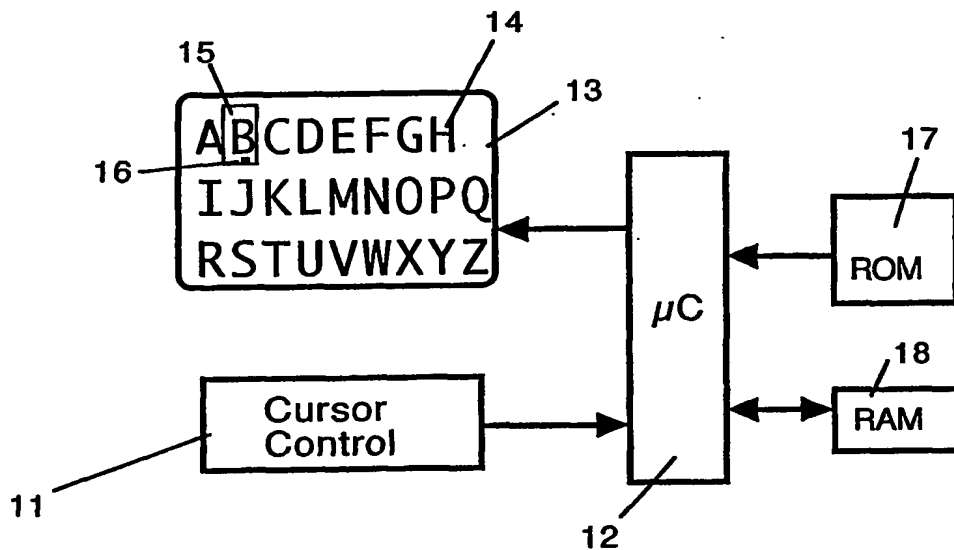 14
15
13
ABCDEFGH
16
17
IJKLMNOPQ
RSTUVWXYZ
ROM
µC
18
Cursor
Control
RAM
11
12